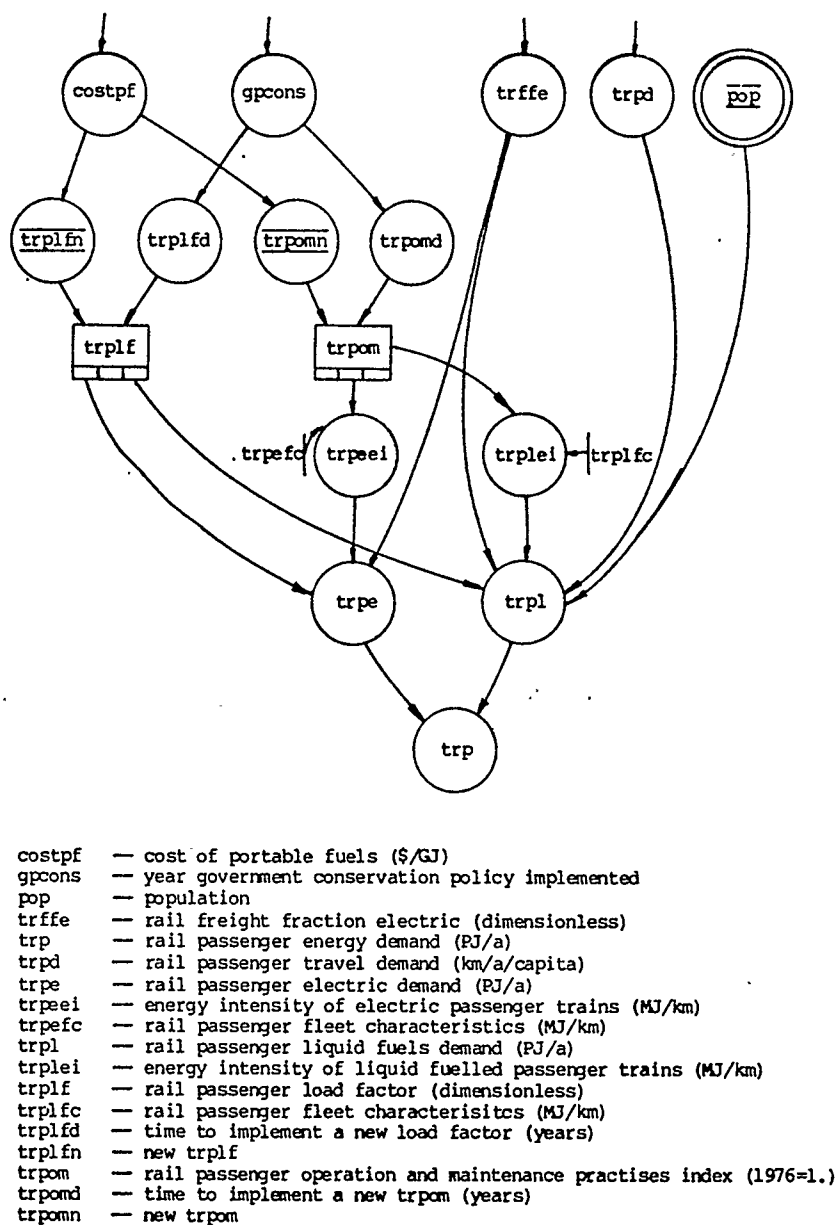 costpf gpcons trffe trpd pop
trplfn trplfd trpomn trpomd
trplf trpom
trpefc trpeei trplei trplfc
trpe trpl
trp
costpf — cost of portable fuels ($/GJ)
gpcons — year government conservation policy implemented
pop — population
trffe — rail freight fraction electric (dimensionless)
trp — rail passenger energy demand (PJ/a)
trpd — rail passenger travel demand (km/a/capita)
trpe — rail passenger electric demand (PJ/a)
trpeei — energy intensity of electric passenger trains (MJ/km)
trpefc — rail passenger fleet characteristics (MJ/km)
trpl — rail passenger liquid fuels demand (PJ/a)
trplei — energy intensity of liquid fuelled passenger trains (MJ/km)
trplf — rail passenger load factor (dimensionless)
trplfc — rail passenger fleet characterisitcs (MJ/km)
trplfd — time to implement a new load factor (years)
trplfn — new trplf
trpom — rail passenger operation and maintenance practises index (1976=1.)
trpomd — time to implement a new trpom (years)
trpomn — new trpom